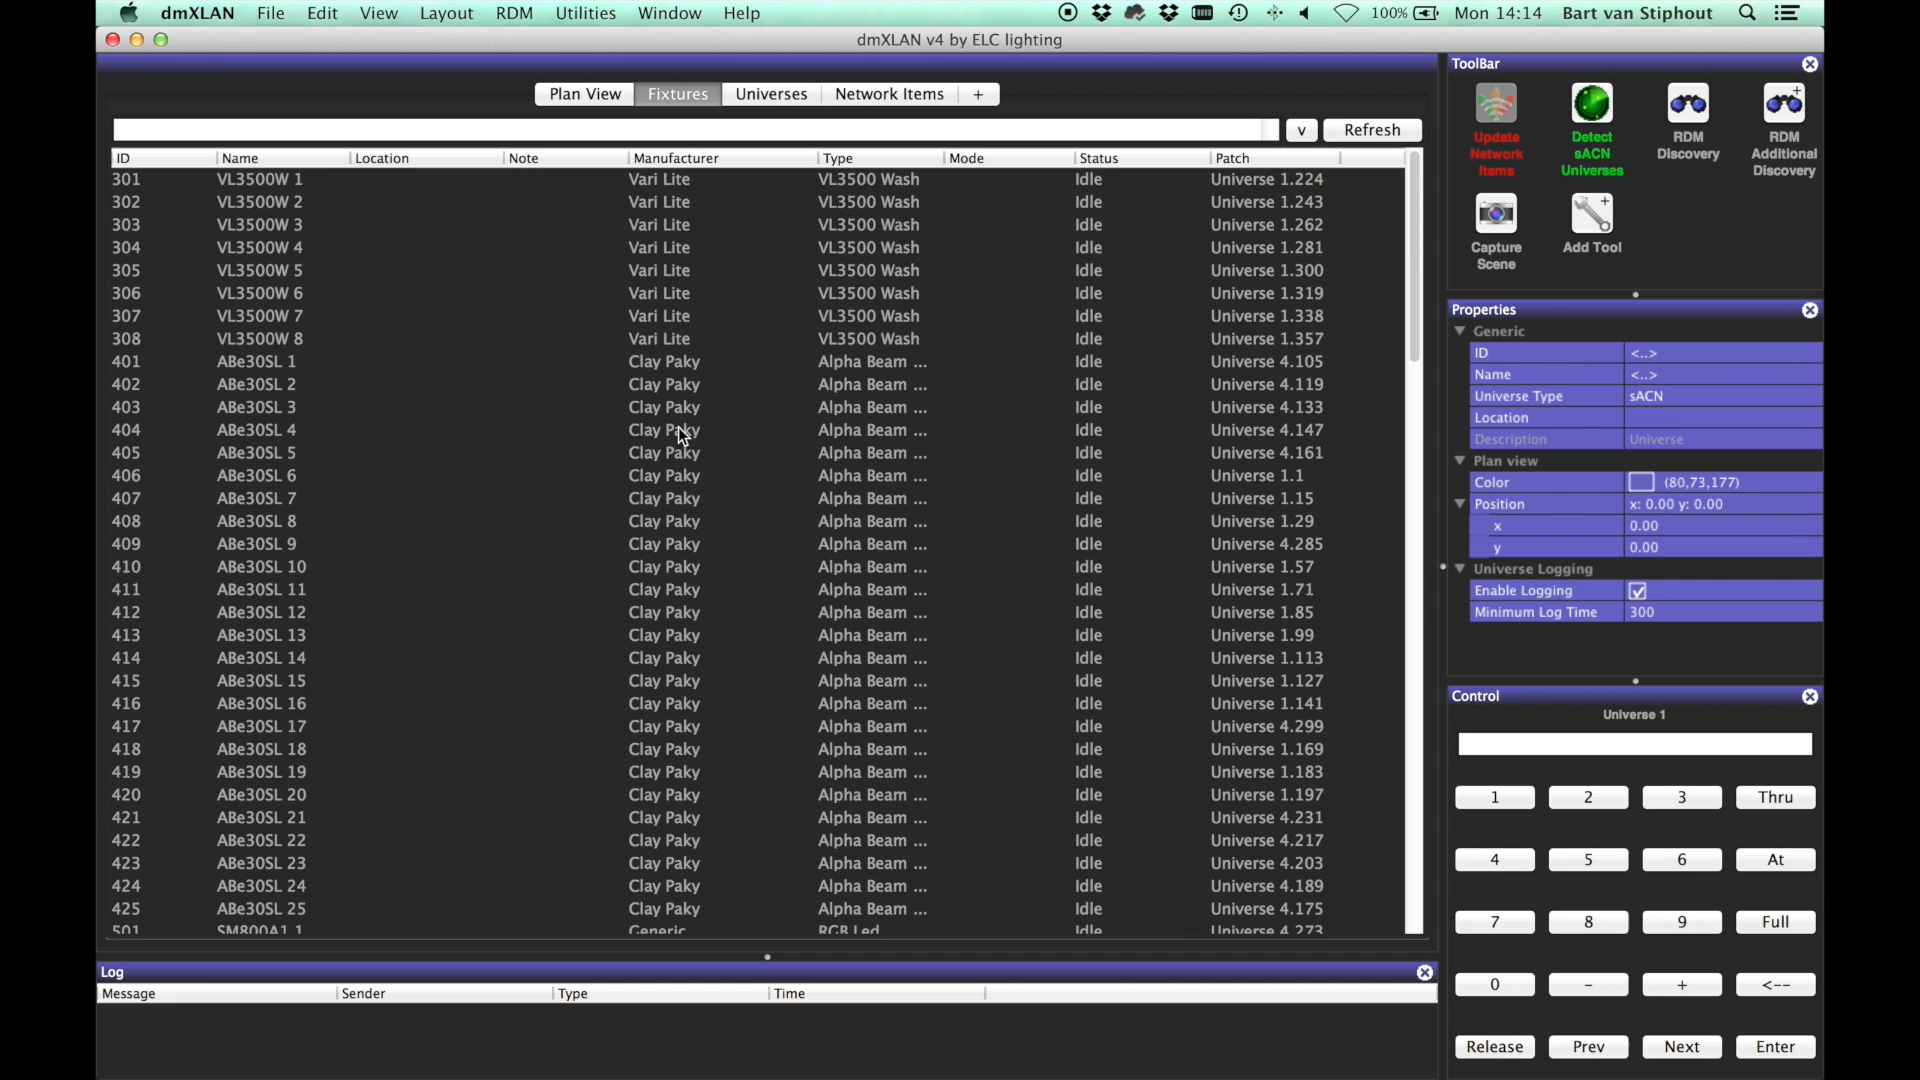 dmXLAN File Edit View Layout RDM Utilities Window Help 100% Mon 14:14 Bart van Stiphout
dmXLAN v4 by ELC lighting
Plan View Fixtures Universes Network Items +
v Refresh
ID Name Location Note Manufacturer Type Mode Status Patch
301 VL3500W 1 Vari Lite VL3500 Wash Idle Universe 1.224
302 VL3500W 2 Vari Lite VL3500 Wash Idle Universe 1.243
303 VL3500W 3 Vari Lite VL3500 Wash Idle Universe 1.262
304 VL3500W 4 Vari Lite VL3500 Wash Idle Universe 1.281
305 VL3500W 5 Vari Lite VL3500 Wash Idle Universe 1.300
306 VL3500W 6 Vari Lite VL3500 Wash Idle Universe 1.319
307 VL3500W 7 Vari Lite VL3500 Wash Idle Universe 1.338
308 VL3500W 8 Vari Lite VL3500 Wash Idle Universe 1.357
401 ABe30SL 1 Clay Paky Alpha Beam ... Idle Universe 4.105
402 ABe30SL 2 Clay Paky Alpha Beam ... Idle Universe 4.119
403 ABe30SL 3 Clay Paky Alpha Beam ... Idle Universe 4.133
404 ABe30SL 4 Clay Paky Alpha Beam ... Idle Universe 4.147
405 ABe30SL 5 Clay Paky Alpha Beam ... Idle Universe 4.161
406 ABe30SL 6 Clay Paky Alpha Beam ... Idle Universe 1.1
407 ABe30SL 7 Clay Paky Alpha Beam ... Idle Universe 1.15
408 ABe30SL 8 Clay Paky Alpha Beam ... Idle Universe 1.29
409 ABe30SL 9 Clay Paky Alpha Beam ... Idle Universe 4.285
410 ABe30SL 10 Clay Paky Alpha Beam ... Idle Universe 1.57
411 ABe30SL 11 Clay Paky Alpha Beam ... Idle Universe 1.71
412 ABe30SL 12 Clay Paky Alpha Beam ... Idle Universe 1.85
413 ABe30SL 13 Clay Paky Alpha Beam ... Idle Universe 1.99
414 ABe30SL 14 Clay Paky Alpha Beam ... Idle Universe 1.113
415 ABe30SL 15 Clay Paky Alpha Beam ... Idle Universe 1.127
416 ABe30SL 16 Clay Paky Alpha Beam ... Idle Universe 1.141
417 ABe30SL 17 Clay Paky Alpha Beam ... Idle Universe 4.299
418 ABe30SL 18 Clay Paky Alpha Beam ... Idle Universe 1.169
419 ABe30SL 19 Clay Paky Alpha Beam ... Idle Universe 1.183
420 ABe30SL 20 Clay Paky Alpha Beam ... Idle Universe 1.197
421 ABe30SL 21 Clay Paky Alpha Beam ... Idle Universe 4.231
422 ABe30SL 22 Clay Paky Alpha Beam ... Idle Universe 4.217
423 ABe30SL 23 Clay Paky Alpha Beam ... Idle Universe 4.203
424 ABe30SL 24 Clay Paky Alpha Beam ... Idle Universe 4.189
425 ABe30SL 25 Clay Paky Alpha Beam ... Idle Universe 4.175
501 SM800A1 1 Generic RGB Led Idle Universe 4.273
Log
Message Sender Type Time
ToolBar
Update Network Items
Detect sACN Universes
RDM Discovery
RDM Additional Discovery
Capture Scene
Add Tool
Properties
Generic
ID <..>
Name <..>
Universe Type sACN
Location
Description Universe
Plan view
Color (80,73,177)
Position x: 0.00 y: 0.00
x 0.00
y 0.00
Universe Logging
Enable Logging
Minimum Log Time 300
Control
Universe 1
1 2 3 Thru
4 5 6 At
7 8 9 Full
0 - + <--
Release Prev Next Enter